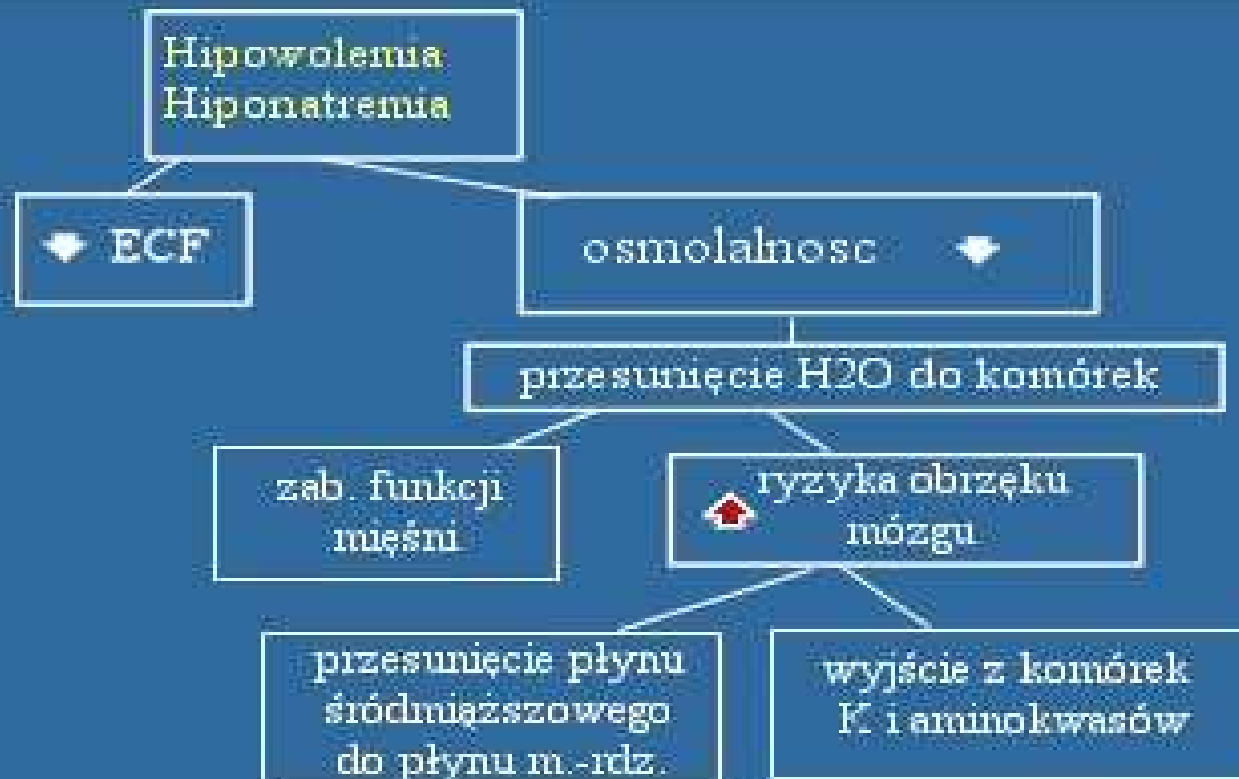 Hipowolemia
Hiponatremia
ECF
osmolalnosc
przesunięcie H2O do komórek
zab. funkcji
mięśni
ryzyka obrzęku
mózgu
przesunięcie płynu
śródmiąższowego
do płynu m.-rdz.
wyjście z komórek
K i aminokwasów